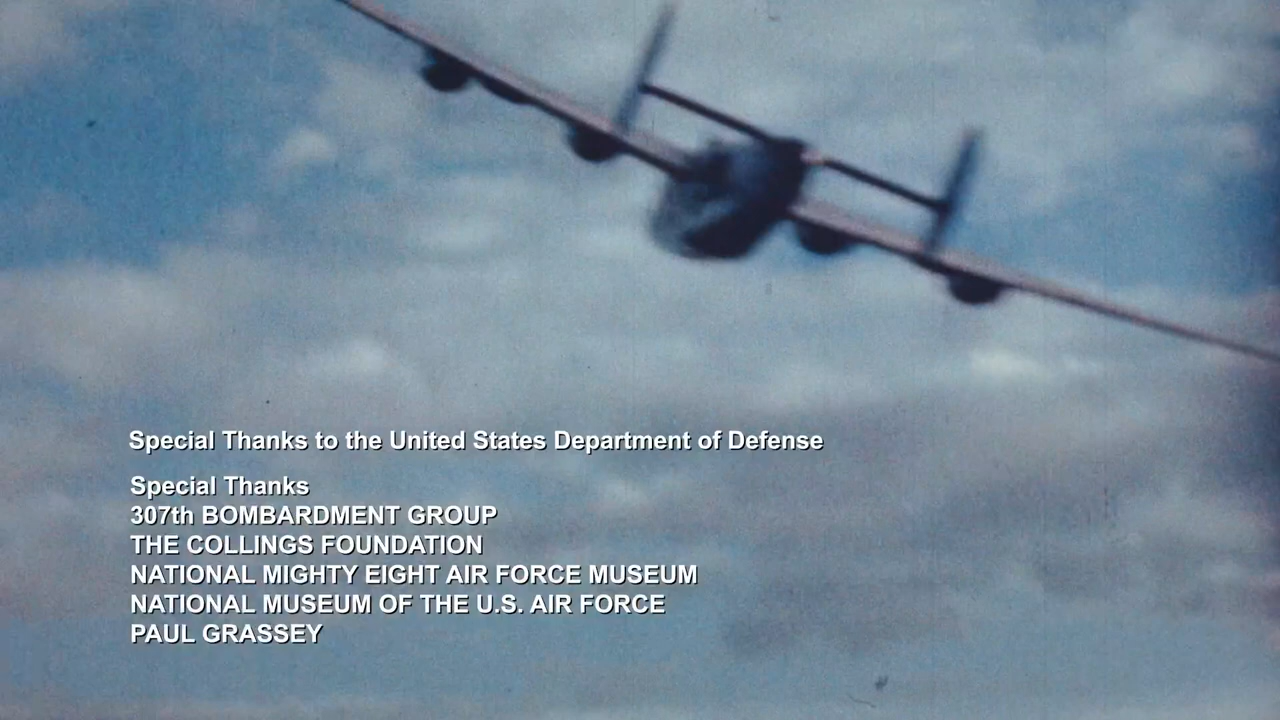 Special Thanks to the United States Department of Defense
Special Thanks
307th BOMBARDMENT GROUP
THE COLLINGS FOUNDATION
NATIONAL MIGHTY EIGHT AIR FORCE MUSEUM
NATIONAL MUSEUM OF THE U.S. AIR FORCE
PAUL GRASSEY